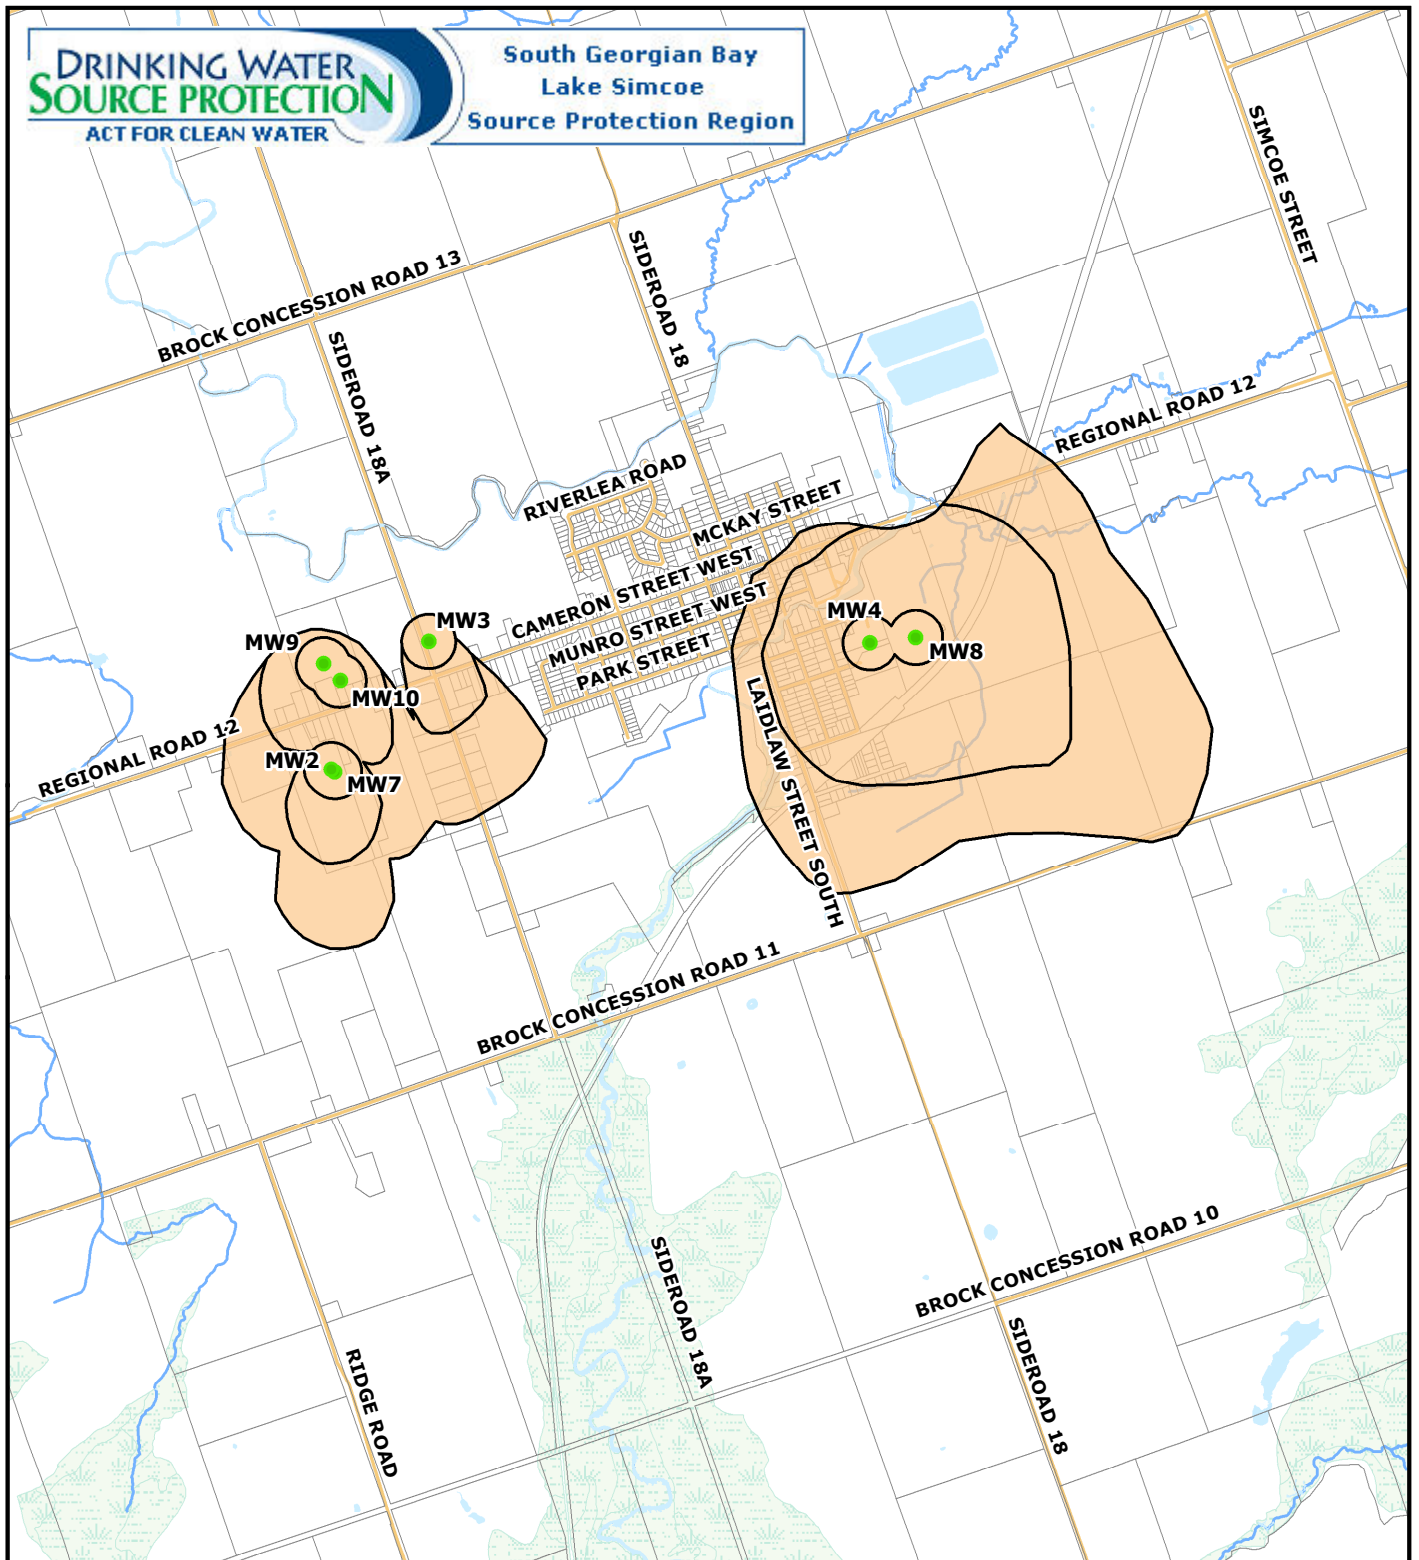 DRINKING WATER
SOURCE PROTECTION
ACT FOR CLEAN WATER
South Georgian Bay
Lake Simcoe
Source Protection Region
SIMCOE STREET
BROCK CONCESSION ROAD 13
SIDEROAD 18
SIDEROAD 18A
REGIONAL ROAD 12
RIVERLEA ROAD
MCKAY STREET
CAMERON STREET WEST
MUNRO STREET WEST
PARK STREET
MW3
MW4
MW8
MW9
MW10
MW2
MW7
REGIONAL ROAD 12
LAIDLAW STREET SOUTH
BROCK CONCESSION ROAD 11
BROCK CONCESSION ROAD 10
SIDEROAD 18A
SIDEROAD 18
RIDGE ROAD